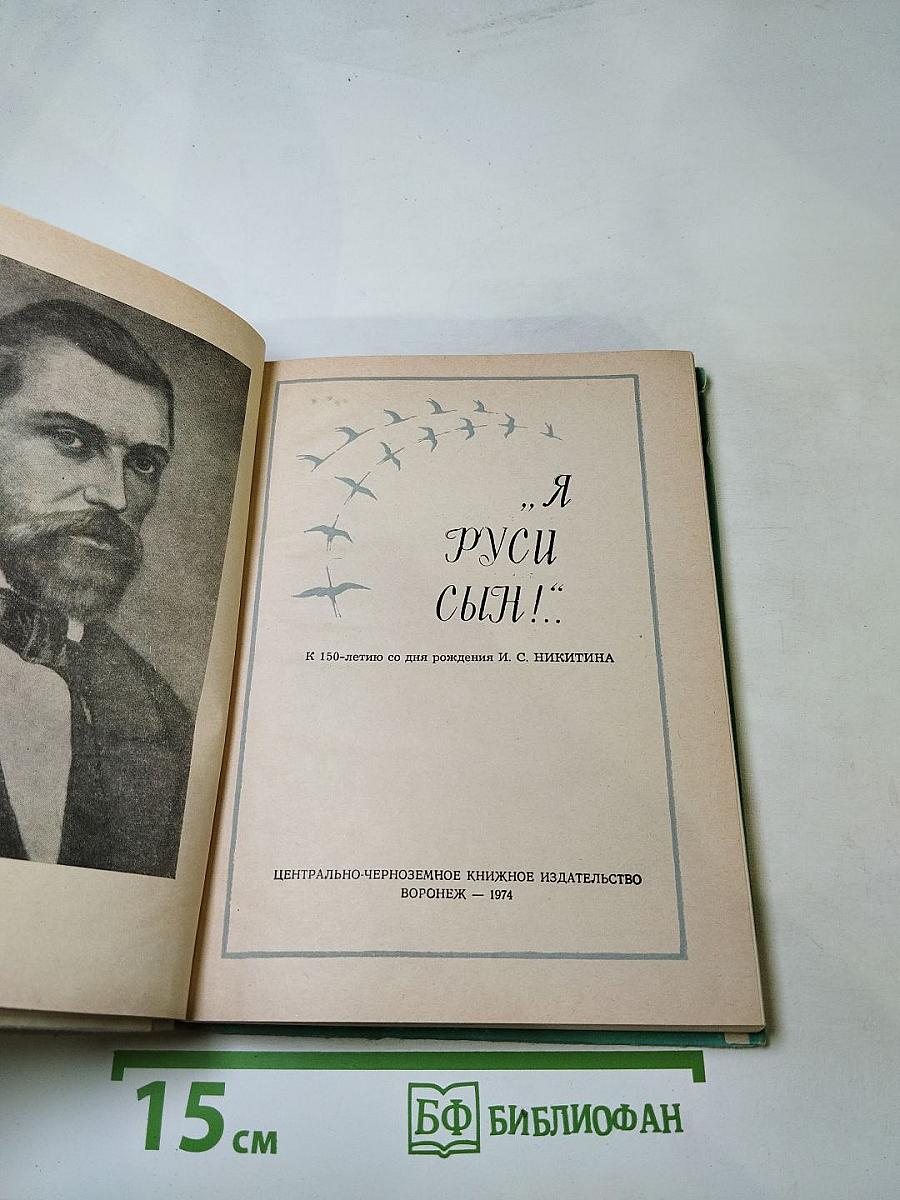 „Я
РУСИ
СЫН!..“
К 150-летию со дня рождения И. С. НИКИТИНА
ЦЕНТРАЛЬНО-ЧЕРНОЗЕМНОЕ КНИЖНОЕ ИЗДАТЕЛЬСТВО
ВОРОНЕЖ — 1974
15 см
БФ БИБЛИОФАН